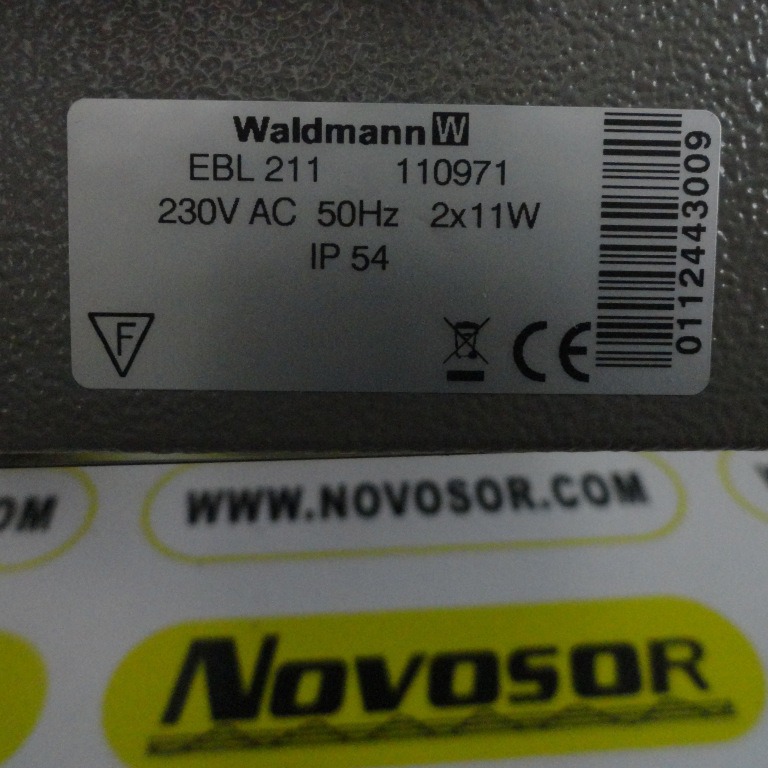 Waldmann W
EBL 211 110971
230V AC 50Hz 2x11W
IP 54
F
CE
0112443009
OM
WWW.NOVOSOR.COM
NOVOSOR